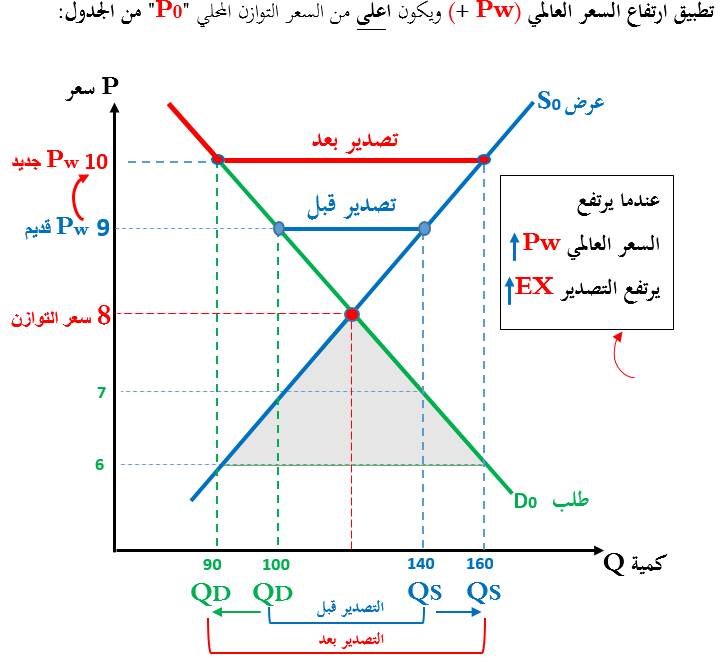 تطبيق ارتفاع السعر العالمي (Pw +) ويكون اعلى من السعر التوازن المحلي "P0" من الجدول:
سعر P
S0 عرض
تصدير بعد
Pw 10 جديد
تصدير قبل
Pw 9 قديم
عندما يرتفع
السعر العالمي Pw
يرتفع التصدير EX
8 سعر التوازن
7
6
D0 طلب
90
100
140
160
كمية Q
QD
QD
QS
QS
التصدير قبل
التصدير بعد